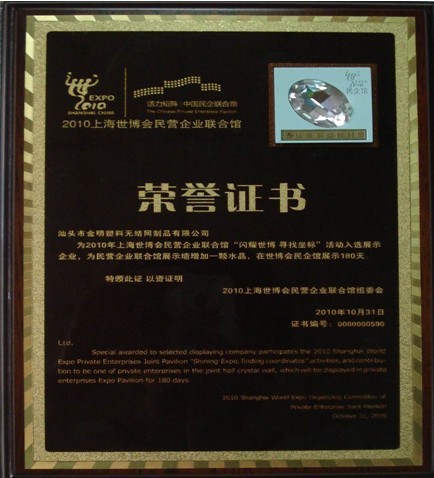 EXPO
2010
SHANGHAI CHINA
活力矩阵·中国民企联合馆
The Chinese Private Enterprise Pavilion
2010上海世博会民营企业联合馆
民企馆
荣誉证书
汕头市金明塑料无结网制品有限公司
为2010年上海世博会民营企业联合馆“闪耀世博 寻找坐标”活动入选展示
企业，为民营企业联合馆展示墙增加一颗水晶，在世博会民企馆展示180天。
特颁此证 以资证明
2010上海世博会民营企业联合馆组委会
2010年10月31日
证书编号：0000000590
Ltd.
Special awarded to selected displaying company participates the 2010 Shanghai World
Expo Private Enterprises Joint Pavilion "Shining Expo, finding coordinates" activities, and contribu-
tion to be one of private enterprises in the joint hall crystal wall, which will be displayed in private
enterprises Expo Pavilion for 180 days.
2010 Shanghai World Expo Organizing Committee of
Private Enterprise Joint Pavilion
October 31, 2010